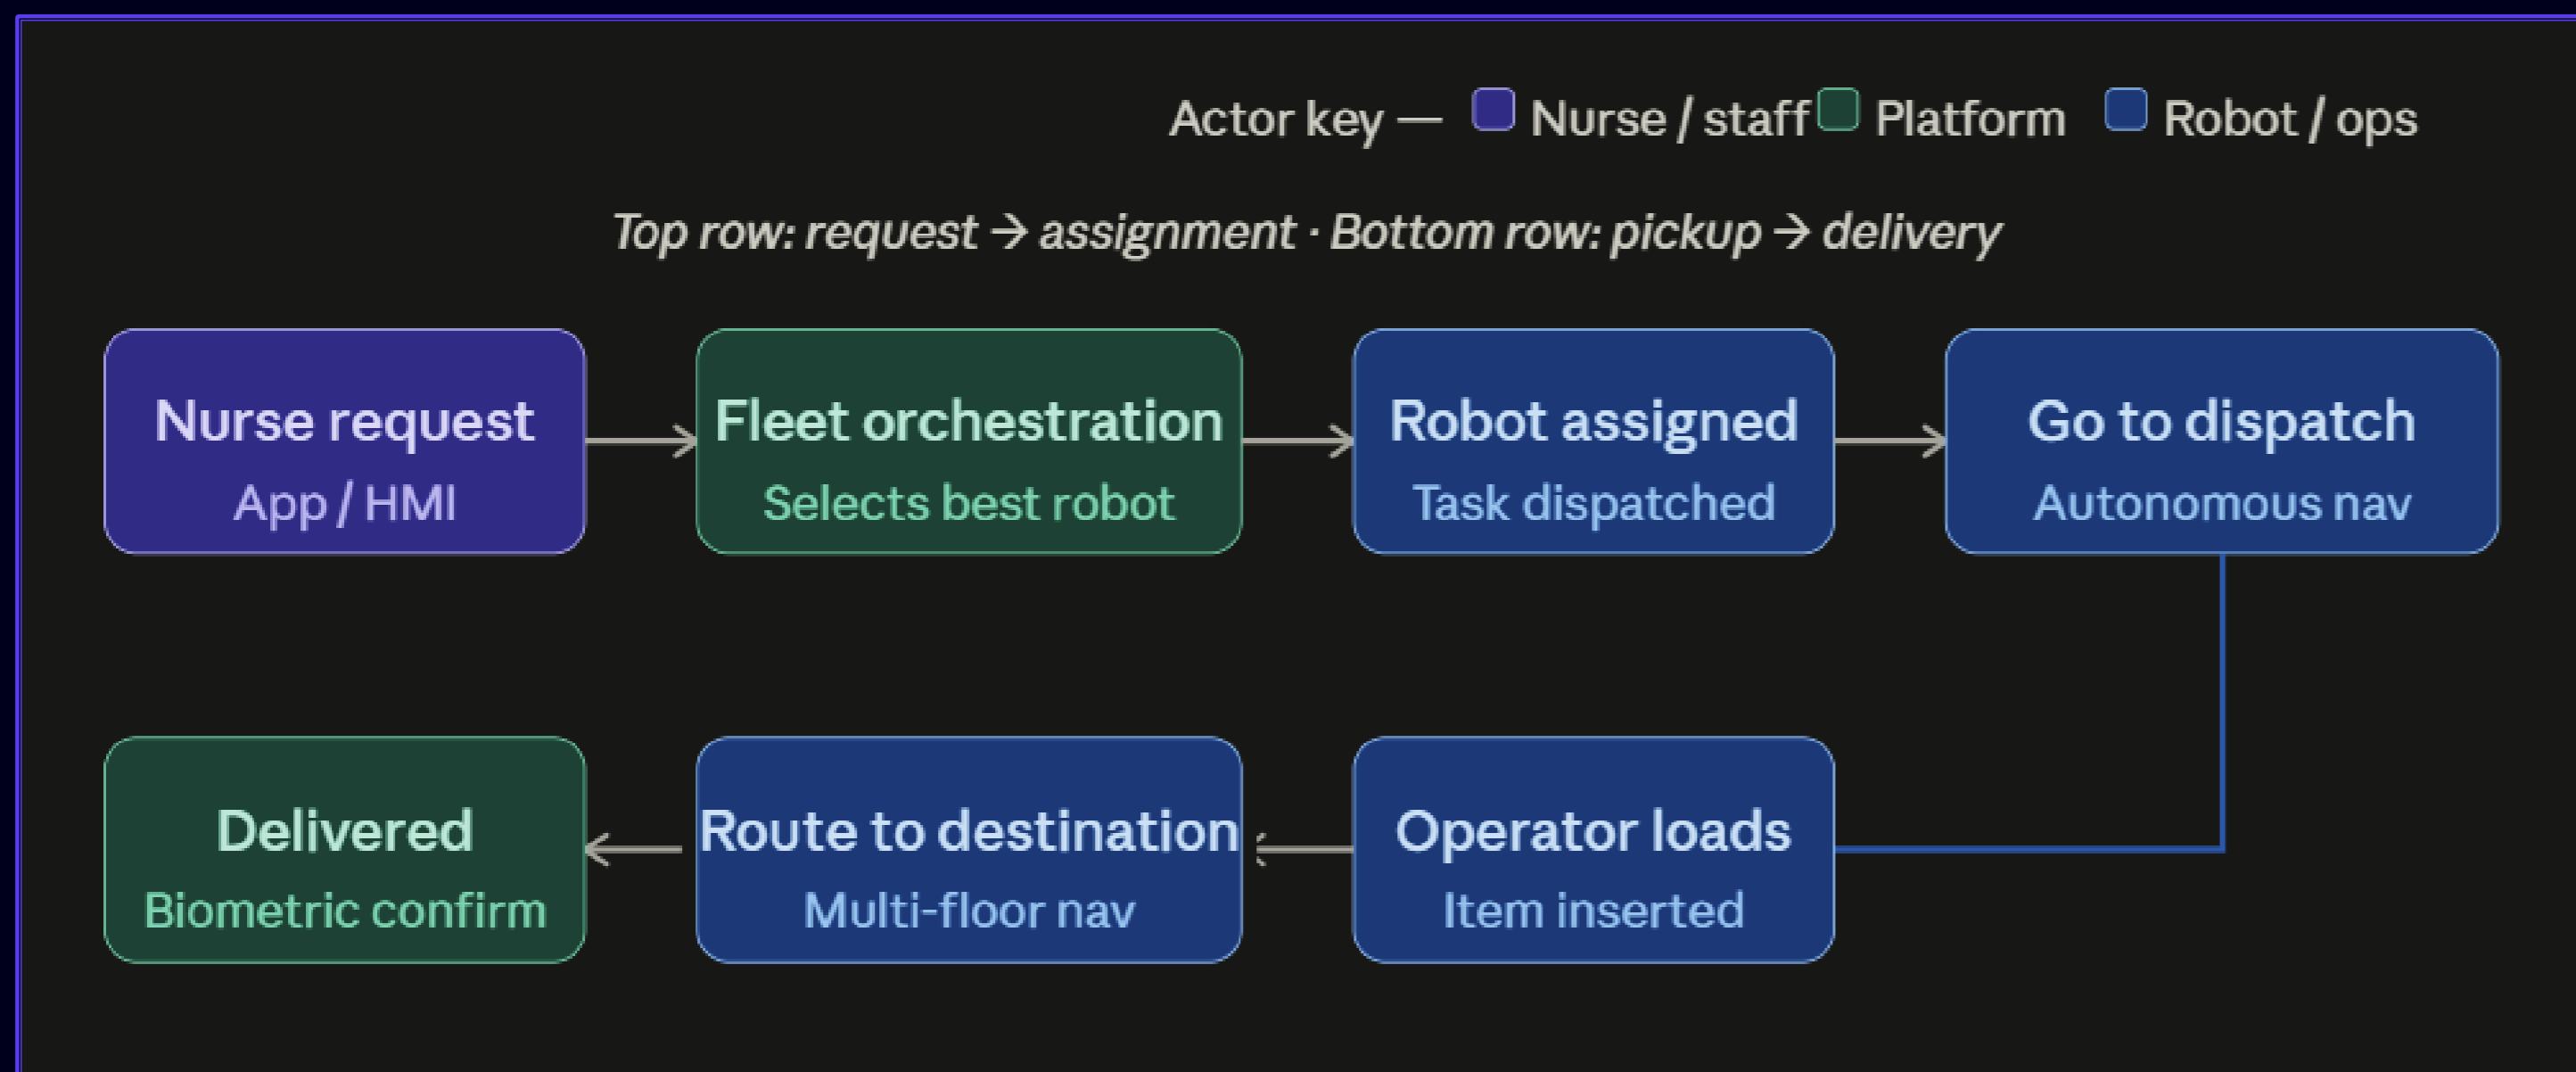 Actor key — Nurse / staff Platform Robot / ops
Top row: request → assignment · Bottom row: pickup → delivery
Nurse request
App / HMI
Fleet orchestration
Selects best robot
Robot assigned
Task dispatched
Go to dispatch
Autonomous nav
Delivered
Biometric confirm
Route to destination
Multi-floor nav
Operator loads
Item inserted